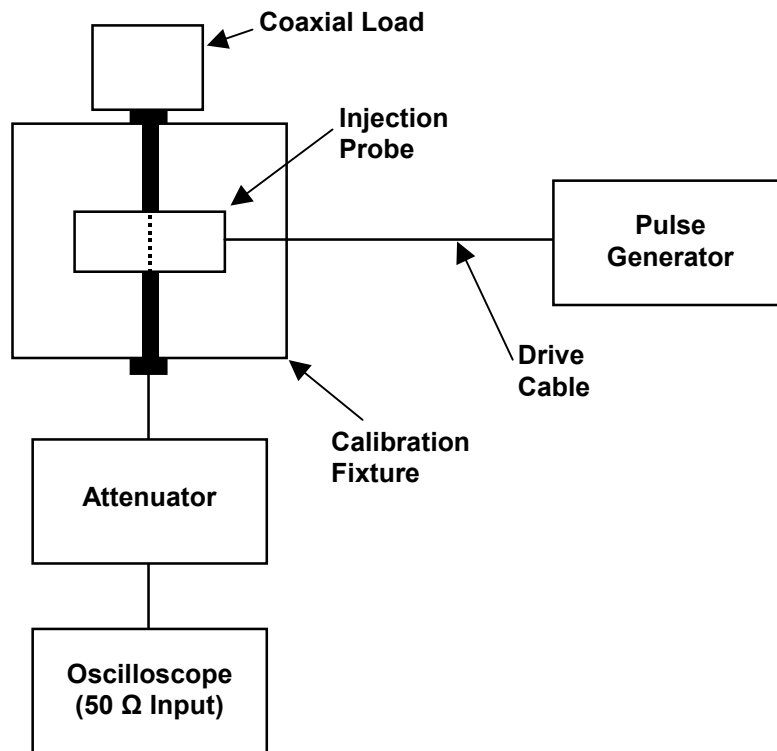 Coaxial Load
Injection
Probe
Pulse
Generator
Drive
Cable
Calibration
Fixture
Attenuator
Oscilloscope
(50 Ω Input)